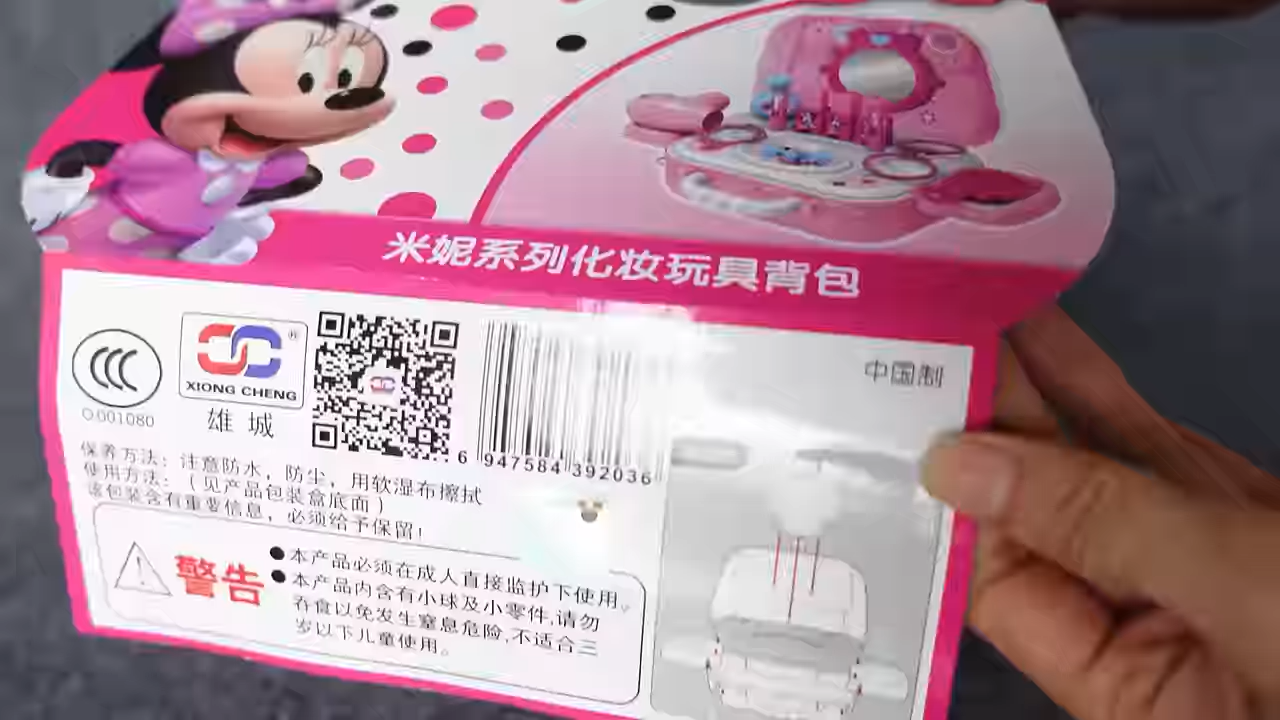 米妮系列化妆玩具背包
中国制
XIONG CHENG
®
雄城
O.001080
6 947584 392036
保养方法：注意防水，防尘，用软湿布擦拭
使用方法：（见产品包装盒底面）
该包装含有重要信息，必须给予保留！
警告
●本产品必须在成人直接监护下使用。
●本产品内含有小球及小零件,请勿
吞食以免发生窒息危险,不适合三
岁以下儿童使用。